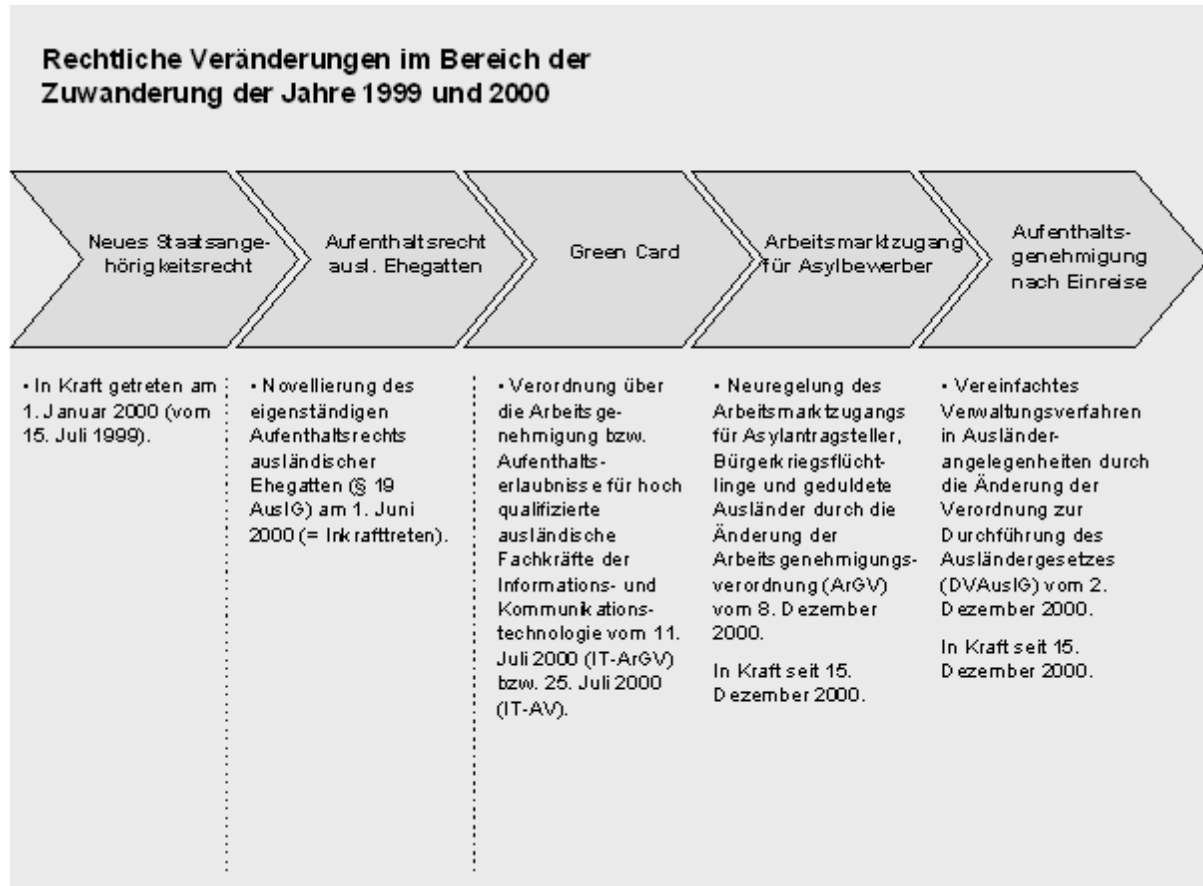 Rechtliche Veränderungen im Bereich der
Zuwanderung der Jahre 1999 und 2000
Neues Staatsange-
hörigkeitsrecht
Aufenthaltsrecht
ausl. Ehegatten
Green Card
Arbeitsmarktzugang
für Asylbewerber
Aufenthalts-
genehmigung
nach Einreise
• In Kraft getreten am
1. Januar 2000 (vom
15. Juli 1999).
• Novellierung des
eigenständigen
Aufenthaltsrechts
ausländischer
Ehegatten (§ 19
AuslG) am 1. Juni
2000 (= Inkrafttreten).
• Verordnung über
die Arbeitsge-
nehmigung bzw.
Aufenthalts-
erlaubnisse für hoch
qualifizierte
ausländische
Fachkräfte der
Informations- und
Kommunikations-
technologie vom 11.
Juli 2000 (IT-ArGV)
bzw. 25. Juli 2000
(IT-AV).
• Neuregelung des
Arbeitsmarktzugangs
für Asylantragsteller,
Bürgerkriegsflücht-
linge und geduldete
Ausländer durch die
Änderung der
Arbeitsgenehmigungs-
verordnung (ArGV)
vom 8. Dezember
2000.
In Kraft seit 15.
Dezember 2000.
• Vereinfachtes
Verwaltungsverfahren
in Ausländer-
angelegenheiten durch
die Änderung der
Verordnung zur
Durchführung des
Ausländergesetzes
(DVAuslG) vom 2.
Dezember 2000.
In Kraft seit 15.
Dezember 2000.